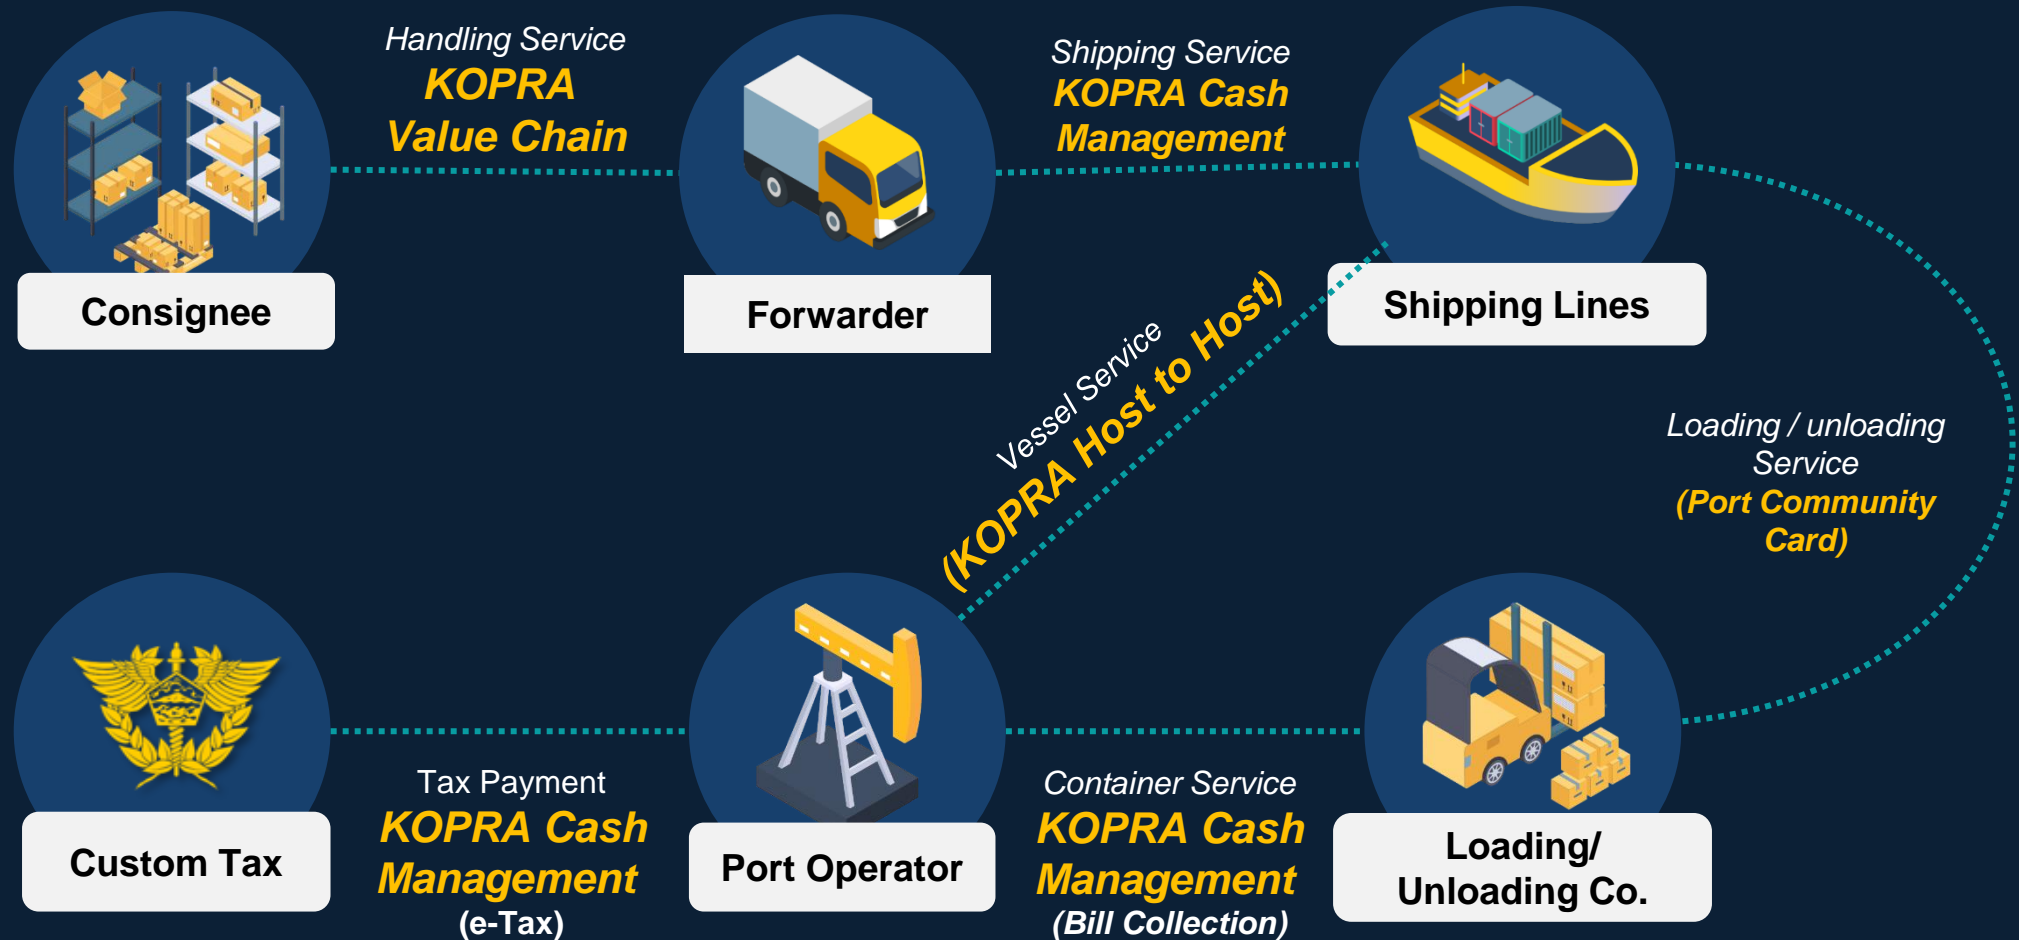 Handling Service
KOPRA
Value Chain
Shipping Service
KOPRA Cash
Management
Consignee
Forwarder
Shipping Lines
Vessel Service
(KOPRA Host to Host)
Loading / unloading
Service
(Port Community
Card)
Custom Tax
Tax Payment
KOPRA Cash
Management
(e-Tax)
Port Operator
Container Service
KOPRA Cash
Management
(Bill Collection)
Loading/
Unloading Co.